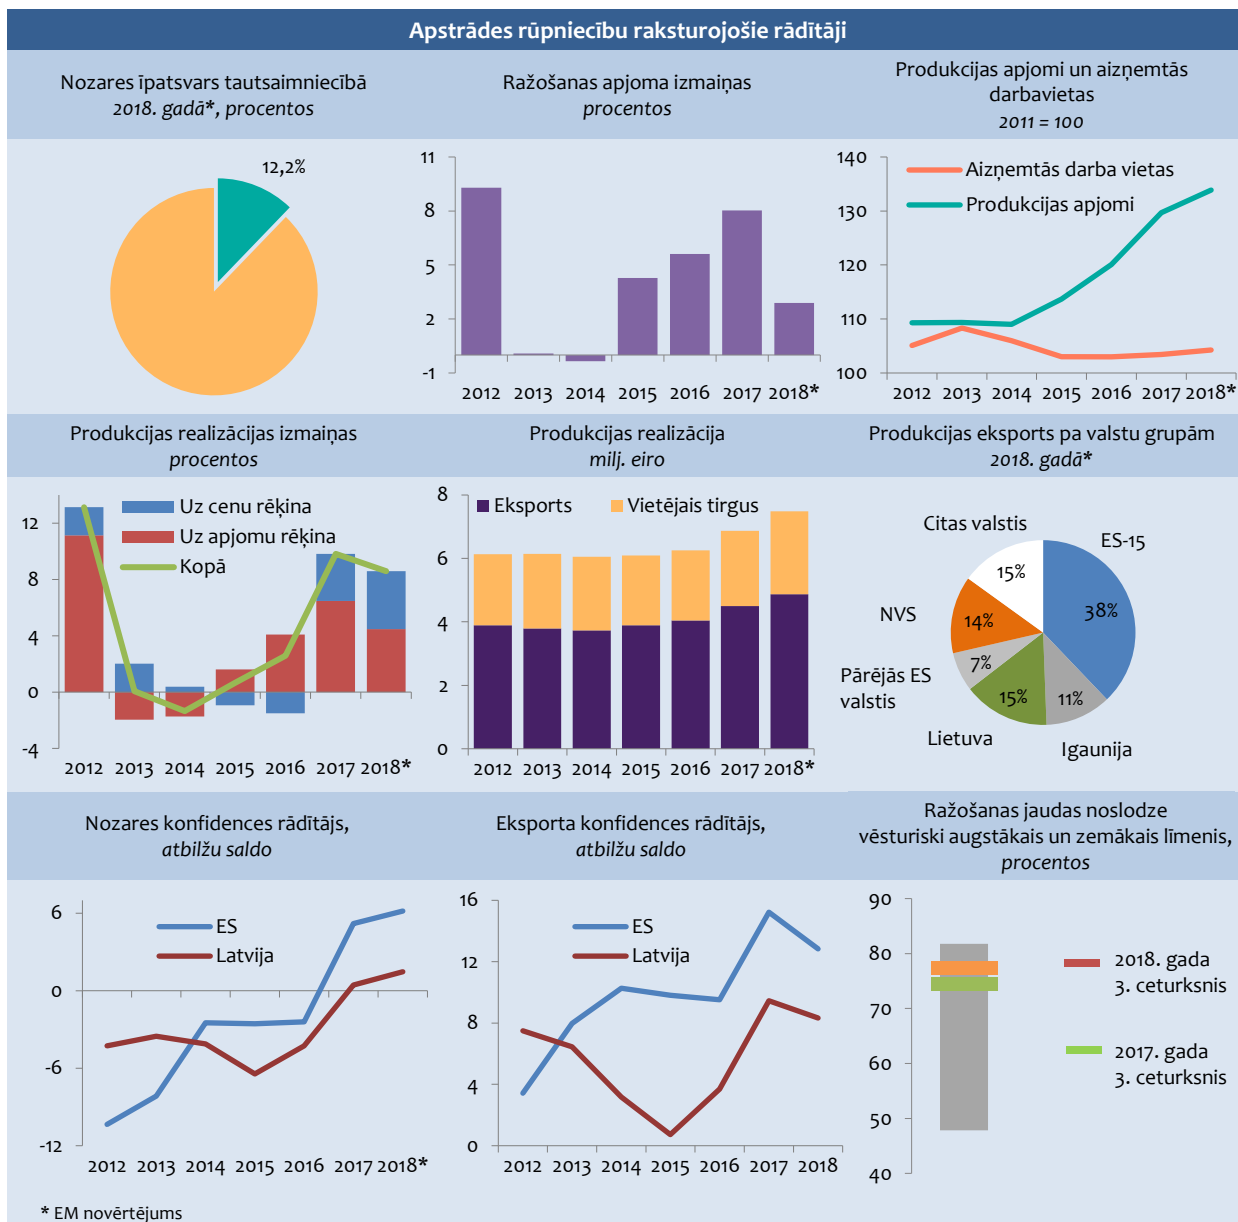 Apstrādes rūpniecību raksturojošie rādītāji
Nozares īpatsvars tautsaimniecībā
2018. gadā*, procentos
12,2%
Ražošanas apjoma izmaiņas
procentos
11
8
5
2
-1
2012 2013 2014 2015 2016 2017 2018*
Produkcijas apjomi un aizņemtās
darbavietas
2011 = 100
140
130
120
110
100
Aizņemtās darba vietas
Produkcijas apjomi
2012 2013 2014 2015 2016 2017 2018*
Produkcijas realizācijas izmaiņas
procentos
12
8
4
0
-4
Uz cenu rēķina
Uz apjomu rēķina
Kopā
2012 2013 2014 2015 2016 2017 2018*
Produkcijas realizācija
milj. eiro
8
6
4
2
0
Eksports Vietējais tirgus
2012 2013 2014 2015 2016 2017 2018*
Produkcijas eksports pa valstu grupām
2018. gadā*
Citas valstis
ES-15
15%
38%
NVS
14%
7%
Pārējās ES
valstis
15%
11%
Lietuva
Igaunija
Nozares konfidences rādītājs,
atbilžu saldo
6
0
-6
-12
ES
Latvija
2012 2013 2014 2015 2016 2017 2018*
Eksporta konfidences rādītājs,
atbilžu saldo
16
12
8
4
0
ES
Latvija
2012 2013 2014 2015 2016 2017 2018
Ražošanas jaudas noslodze
vēsturiski augstākais un zemākais līmenis,
procentos
90
80
70
60
50
40
2018. gada
3. ceturksnis
2017. gada
3. ceturksnis
* EM novērtējums